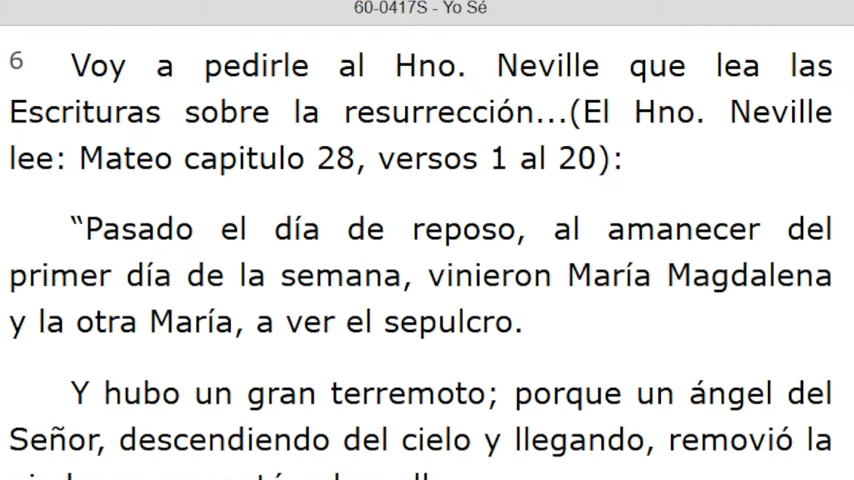 60-0417S - Yo Sé
6 Voy a pedirle al Hno. Neville que lea las
Escrituras sobre la resurrección...(El Hno. Neville
lee: Mateo capitulo 28, versos 1 al 20):
“Pasado el día de reposo, al amanecer del
primer día de la semana, vinieron María Magdalena
y la otra María, a ver el sepulcro.
Y hubo un gran terremoto; porque un ángel del
Señor, descendiendo del cielo y llegando, removió la